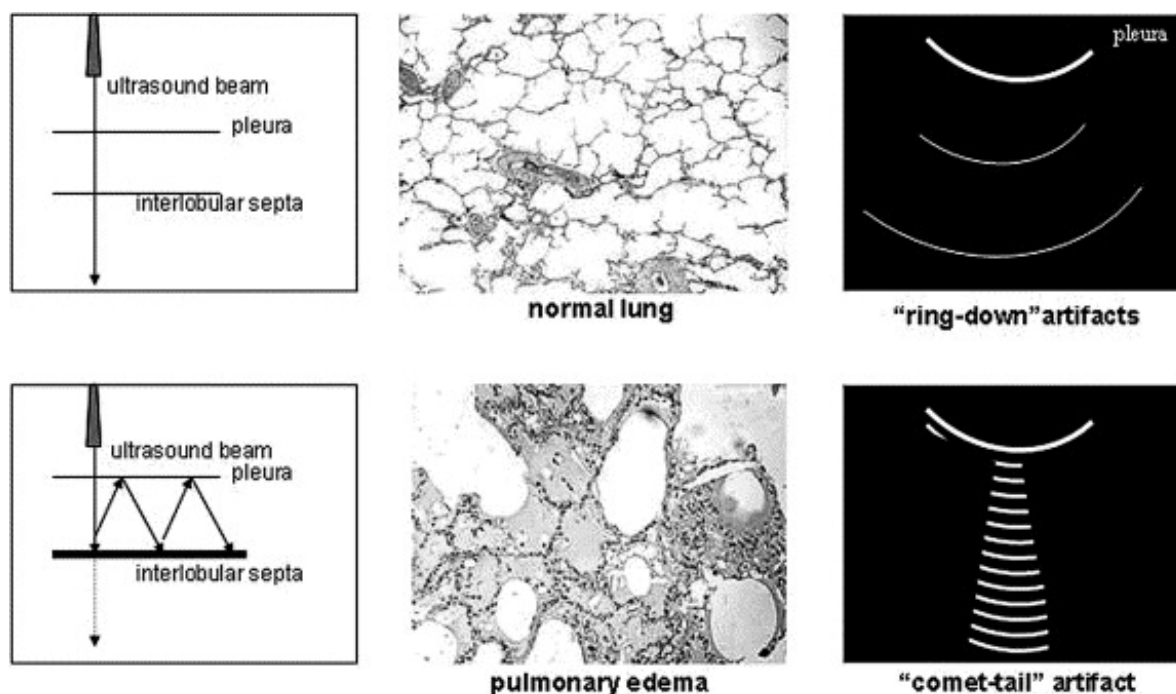 ultrasound beam
pleura
interlobular septa
normal lung
pleura
“ring-down”artifacts
ultrasound beam
pleura
interlobular septa
pulmonary edema
“comet-tail” artifact